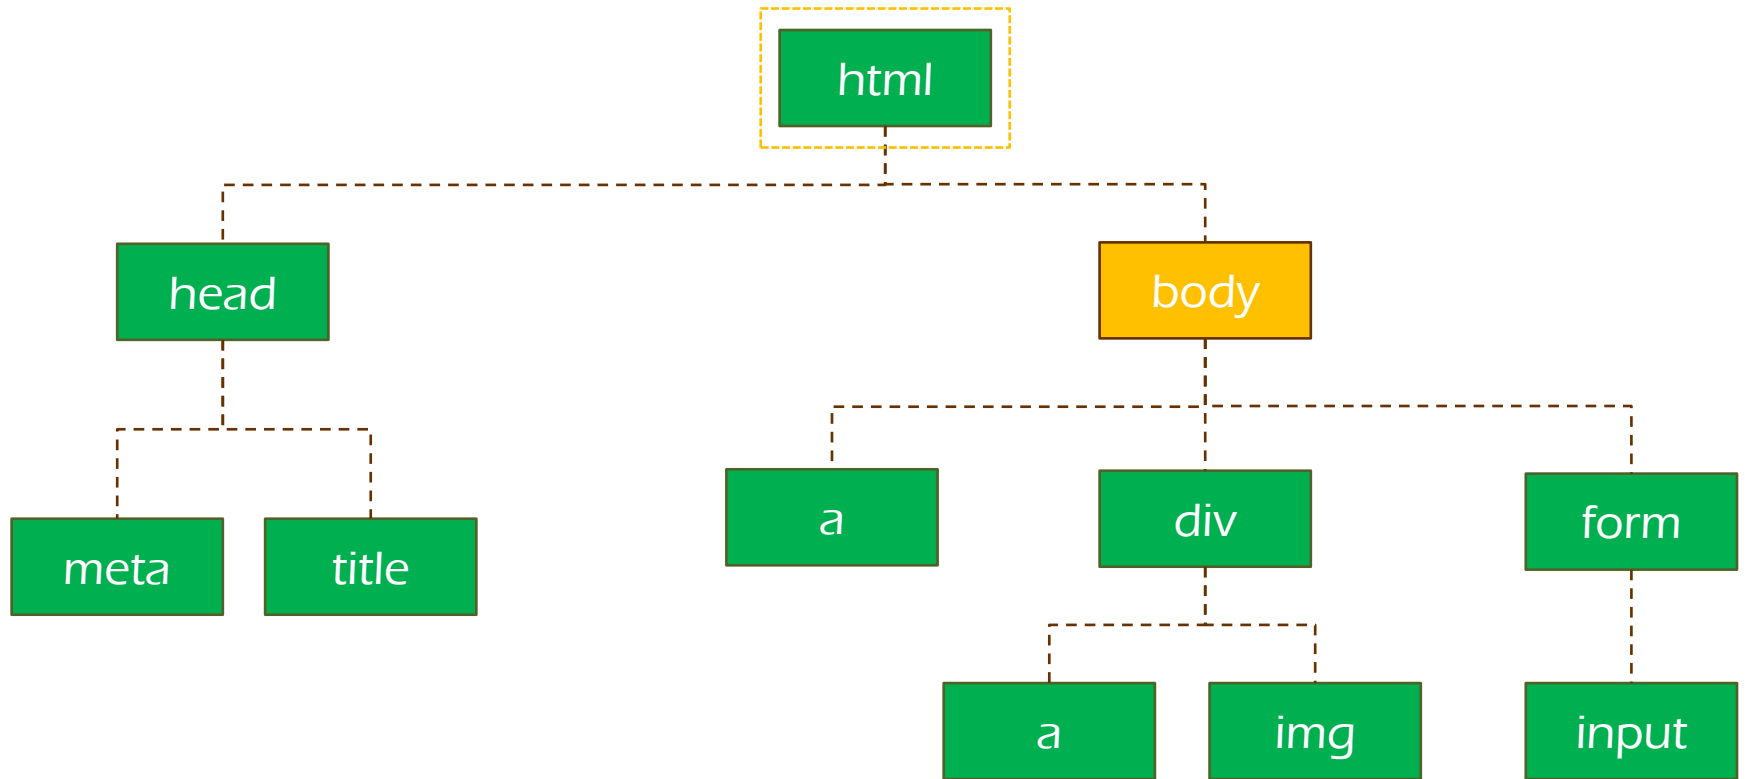 html
head
body
a
div
form
meta
title
a
img
input